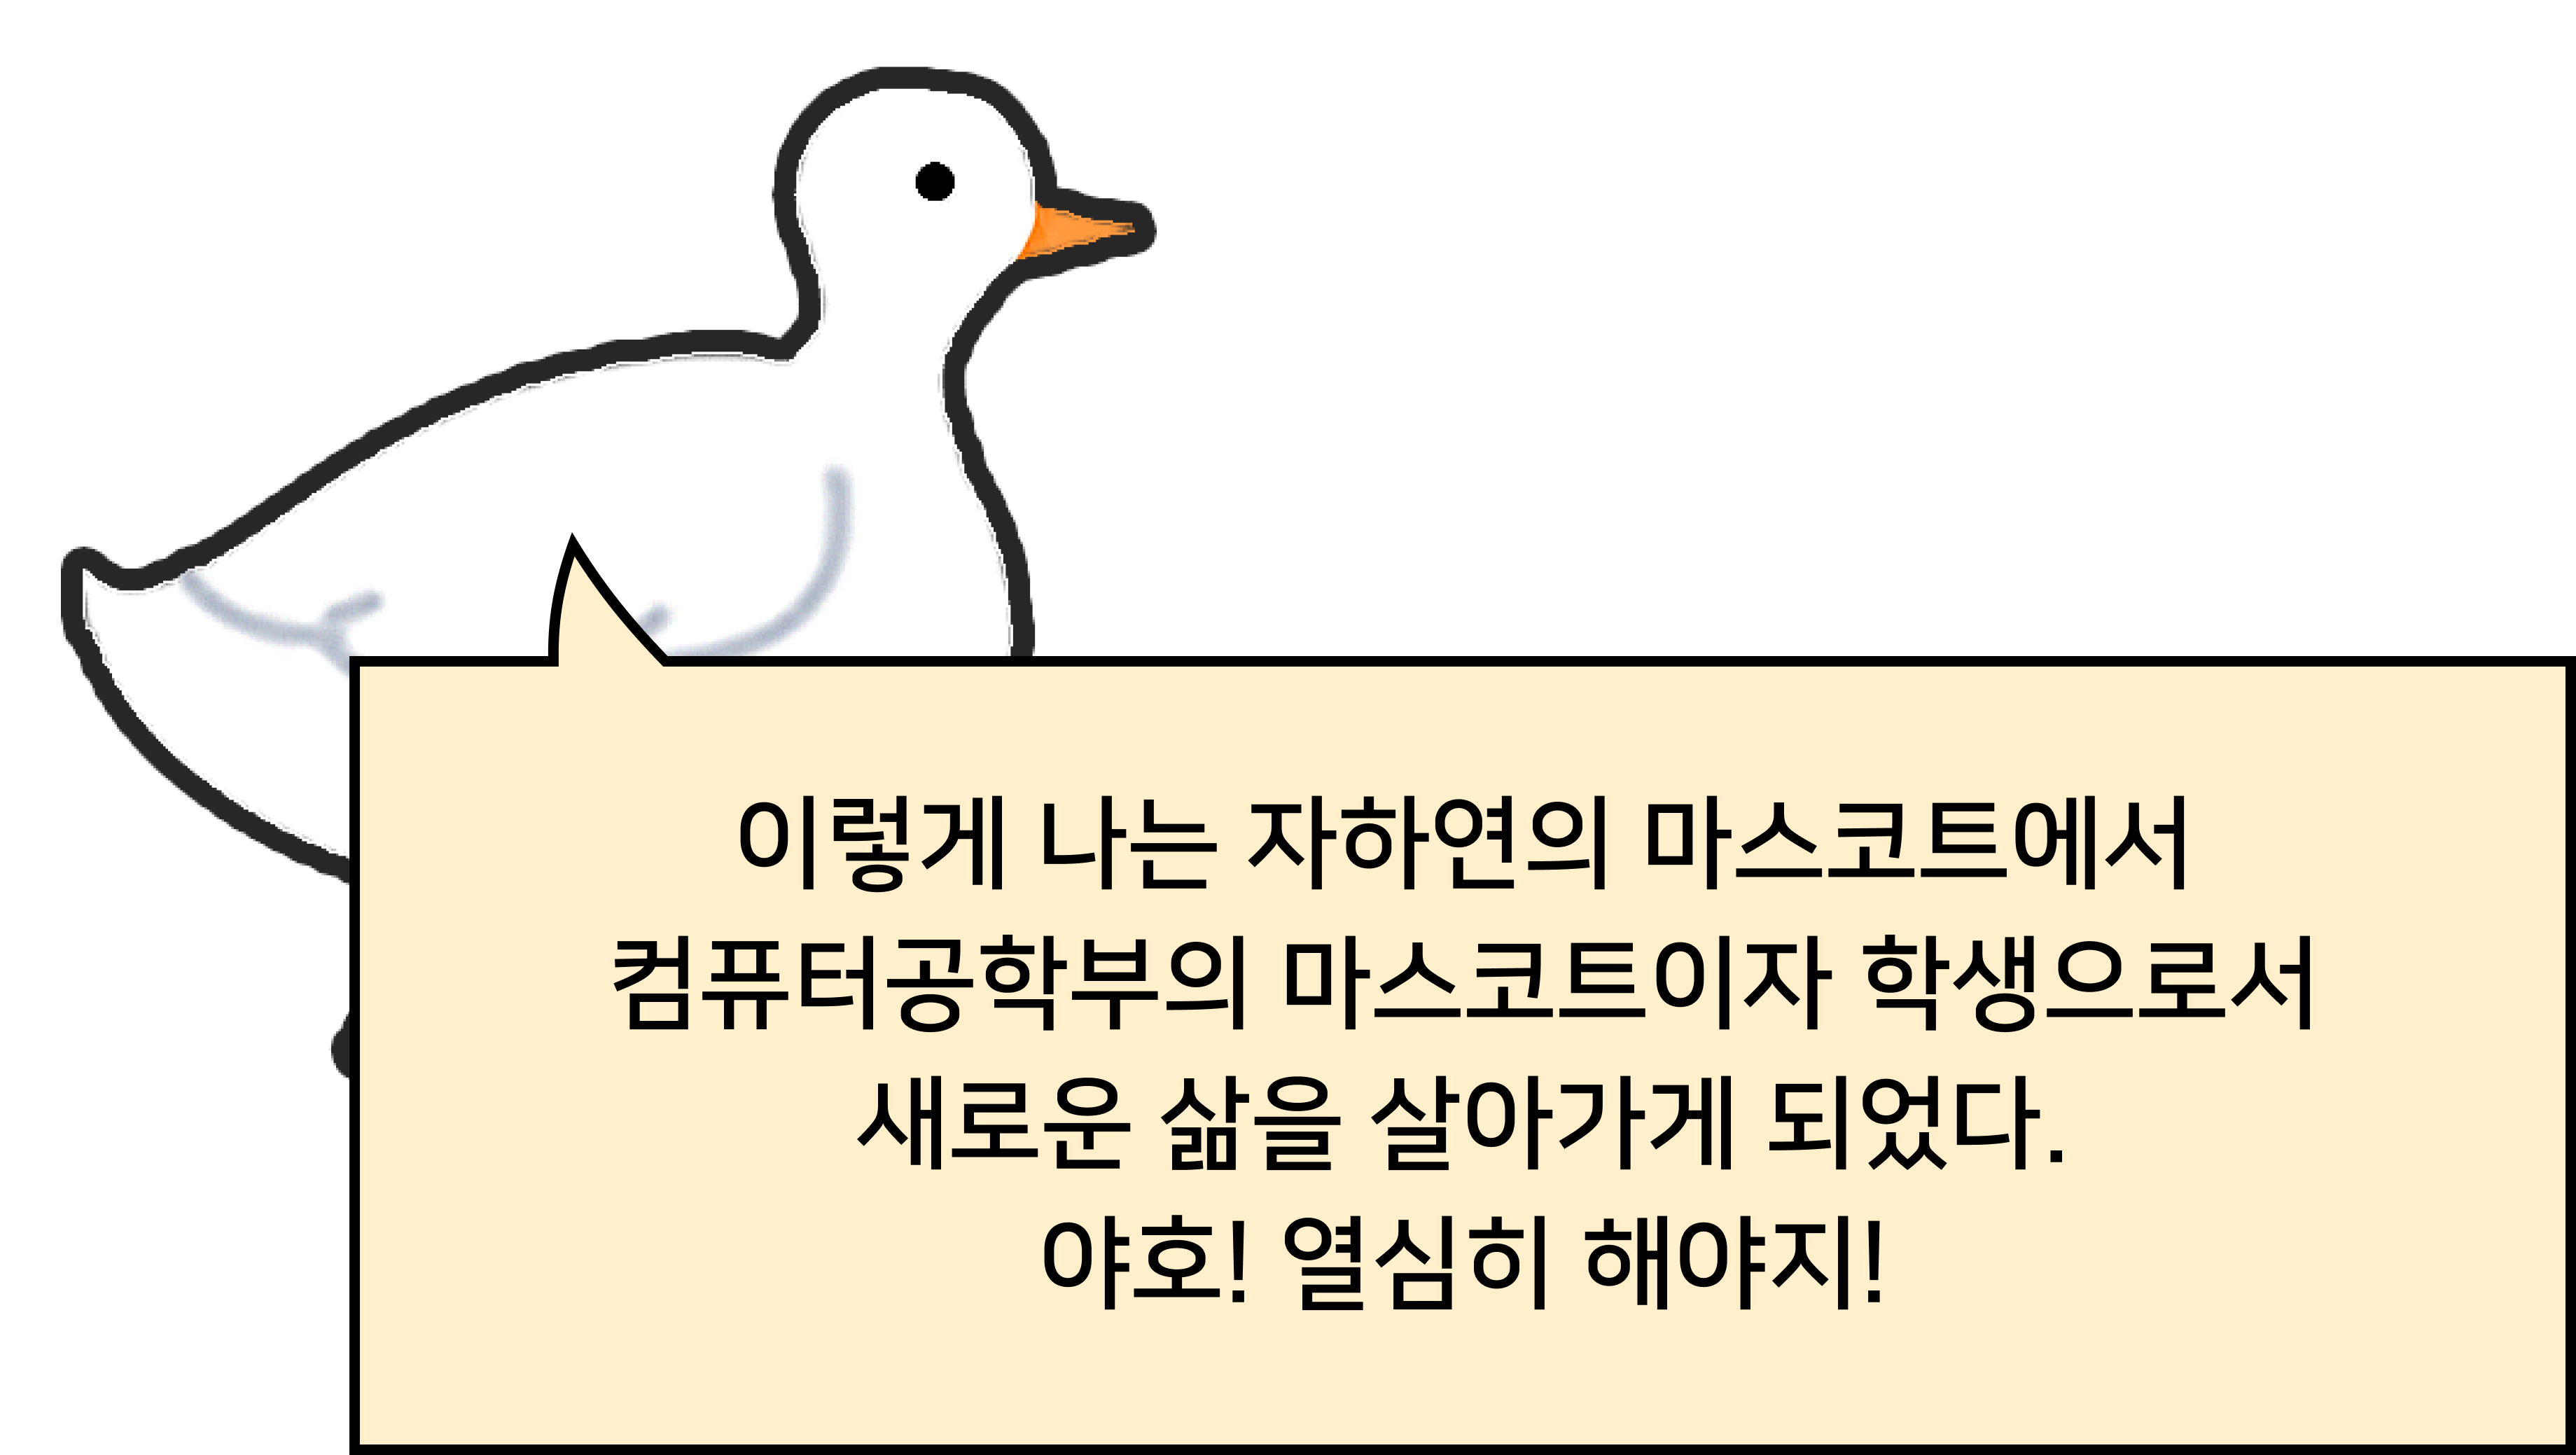 이렇게 나는 자하연의 마스코트에서
컴퓨터공학부의 마스코트이자 학생으로서
새로운 삶을 살아가게 되었다.
야호! 열심히 해야지!